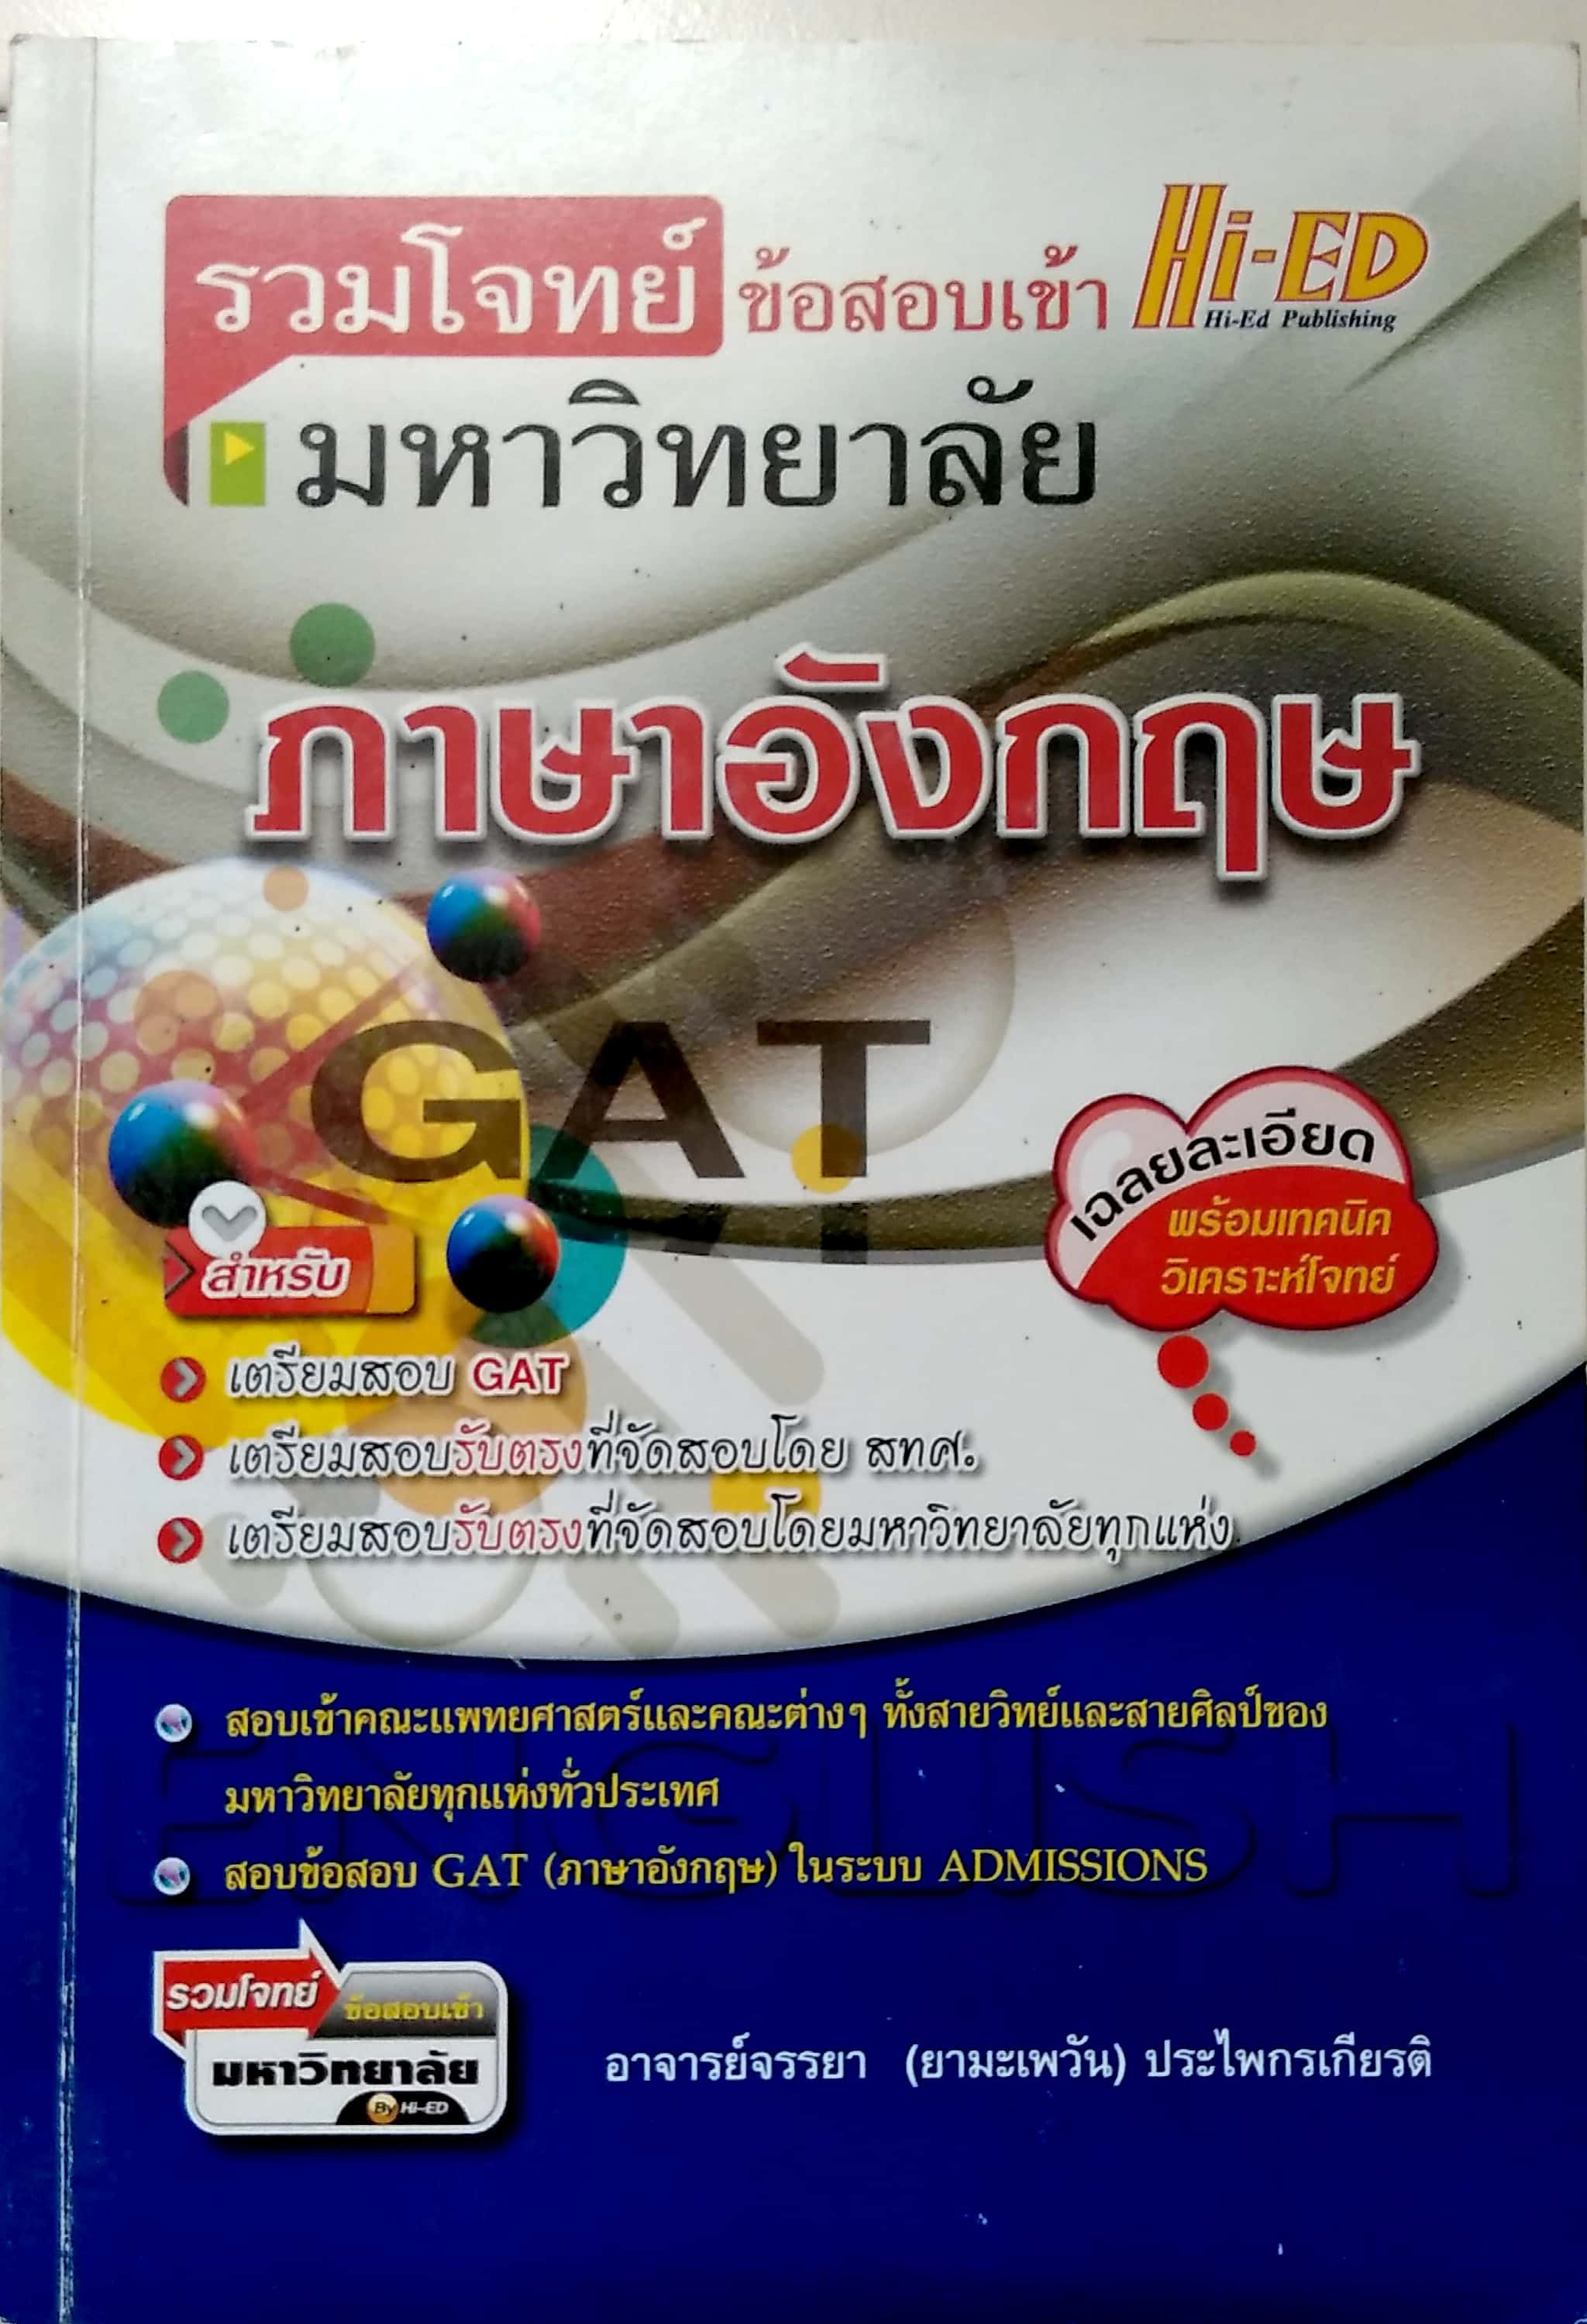 รวมโจทย์ ข้อสอบเข้า Hi-ED
Hi-Ed Publishing
มหาวิทยาลัย
ภาษาอังกฤษ
GAT
เฉลยละเอียด
พร้อมเทคนิค
วิเคราะห์โจทย์
สำหรับ
เตรียมสอบ GAT
เตรียมสอบรับตรงที่จัดสอบโดย สทศ.
เตรียมสอบรับตรงที่จัดสอบโดยมหาวิทยาลัยทุกแห่ง
สอบเข้าคณะแพทยศาสตร์และคณะต่างๆ ทั้งสายวิทย์และสายศิลป์ของ
มหาวิทยาลัยทุกแห่งทั่วประเทศ
สอบข้อสอบ GAT (ภาษาอังกฤษ) ในระบบ ADMISSIONS
ENGLISH
รวมโจทย์ ข้อสอบเข้า
มหาวิทยาลัย
By Hi-ED
อาจารย์จรรยา (ยามะเพวัน) ประไพกรเกียรติ